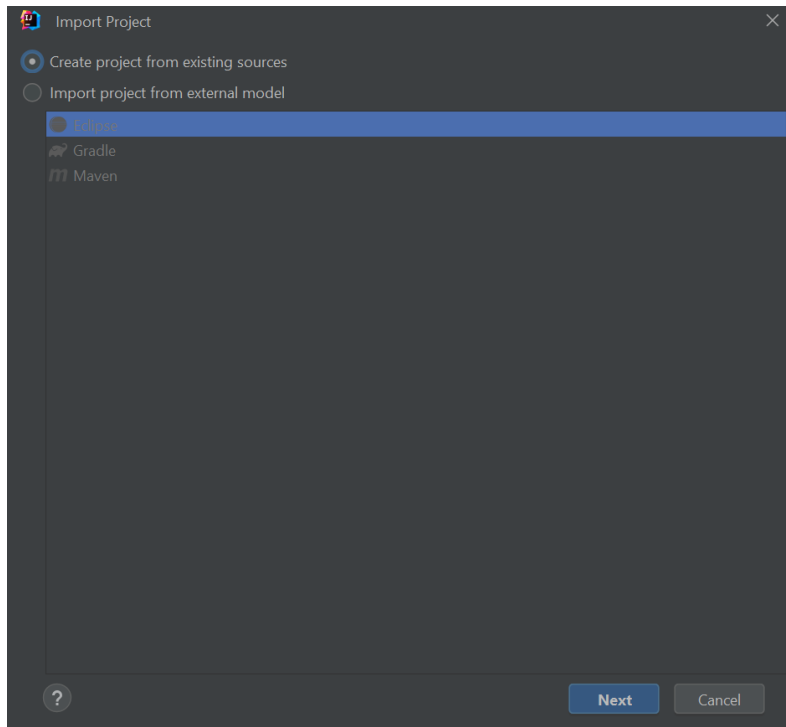 Import Project
Create project from existing sources
Import project from external model
Eclipse
Gradle
Maven
?
Next
Cancel